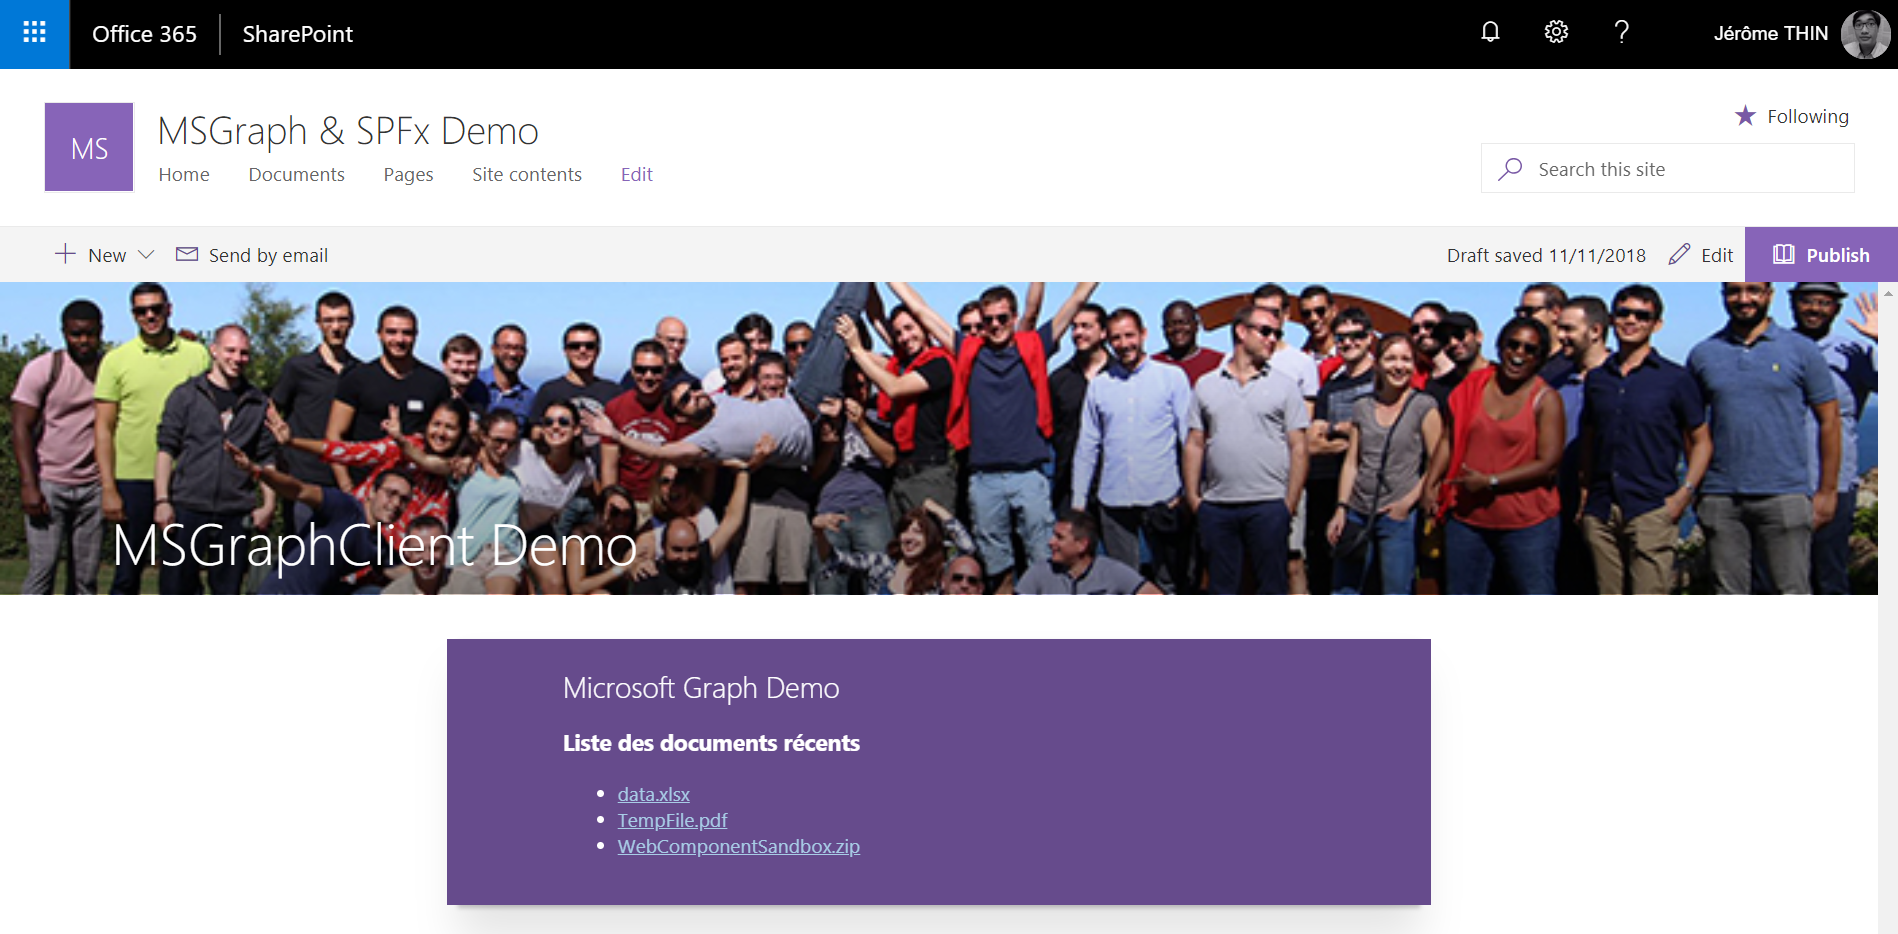 Office 365 SharePoint Jérôme THIN
Following
MS MSGraph & SPFx Demo
Home Documents Pages Site contents Edit
Search this site
New Send by email Draft saved 11/11/2018 Edit Publish
MSGraphClient Demo
Microsoft Graph Demo
Liste des documents récents
data.xlsx
TempFile.pdf
WebComponentSandbox.zip